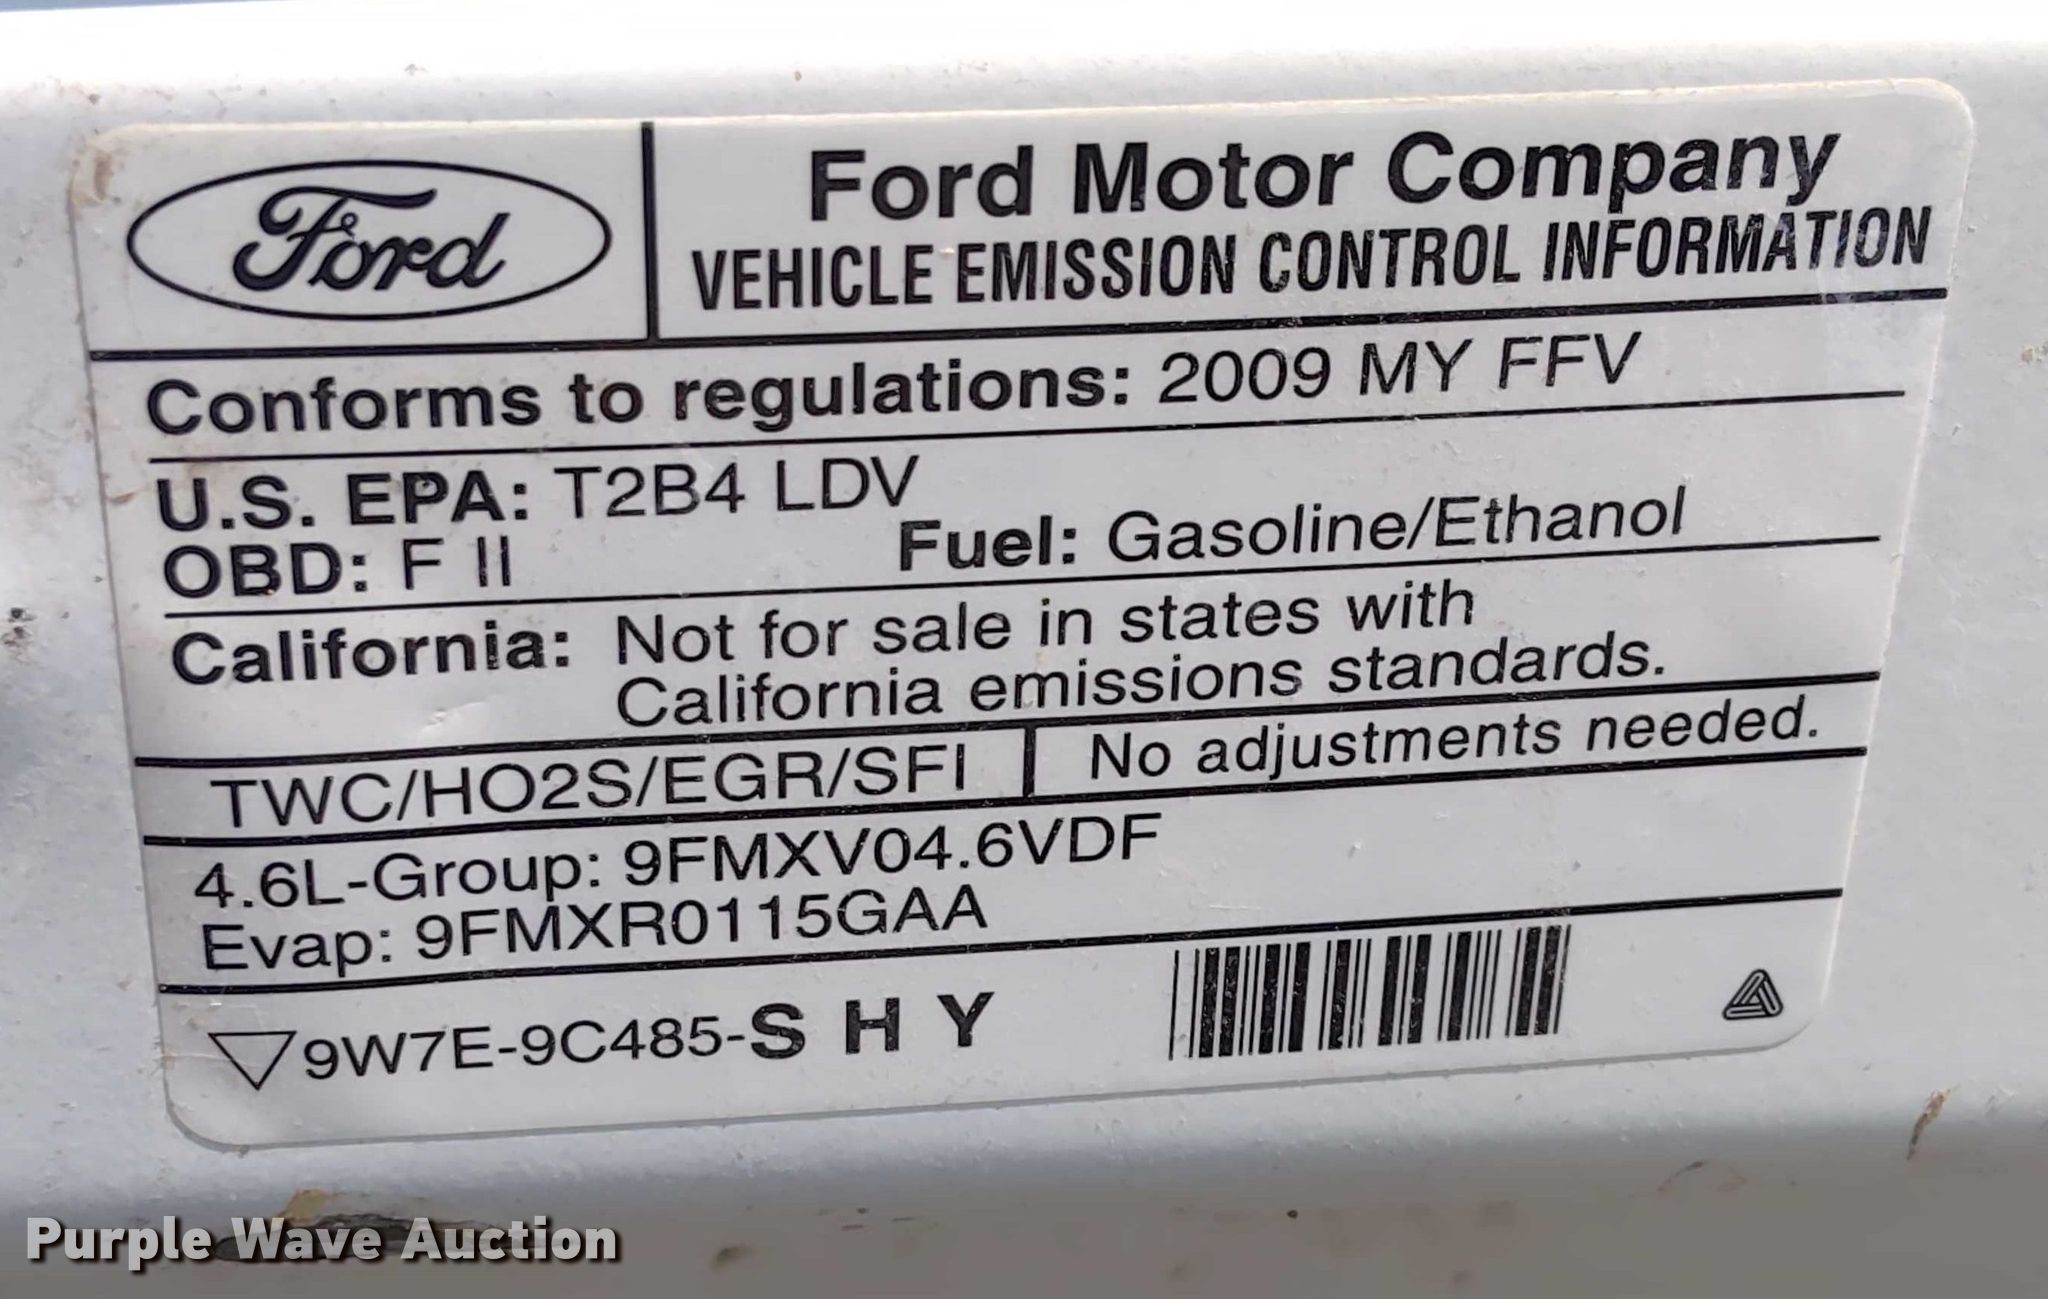 Ford
Ford Motor Company
VEHICLE EMISSION CONTROL INFORMATION
Conforms to regulations: 2009 MY FFV
U.S. EPA: T2B4 LDV
OBD: F II
Fuel: Gasoline/Ethanol
California: Not for sale in states with
California emissions standards.
TWC/HO2S/EGR/SFI
No adjustments needed.
4.6L-Group: 9FMXV04.6VDF
Evap: 9FMXR0115GAA
9W7E-9C485-S H Y
Purple Wave Auction